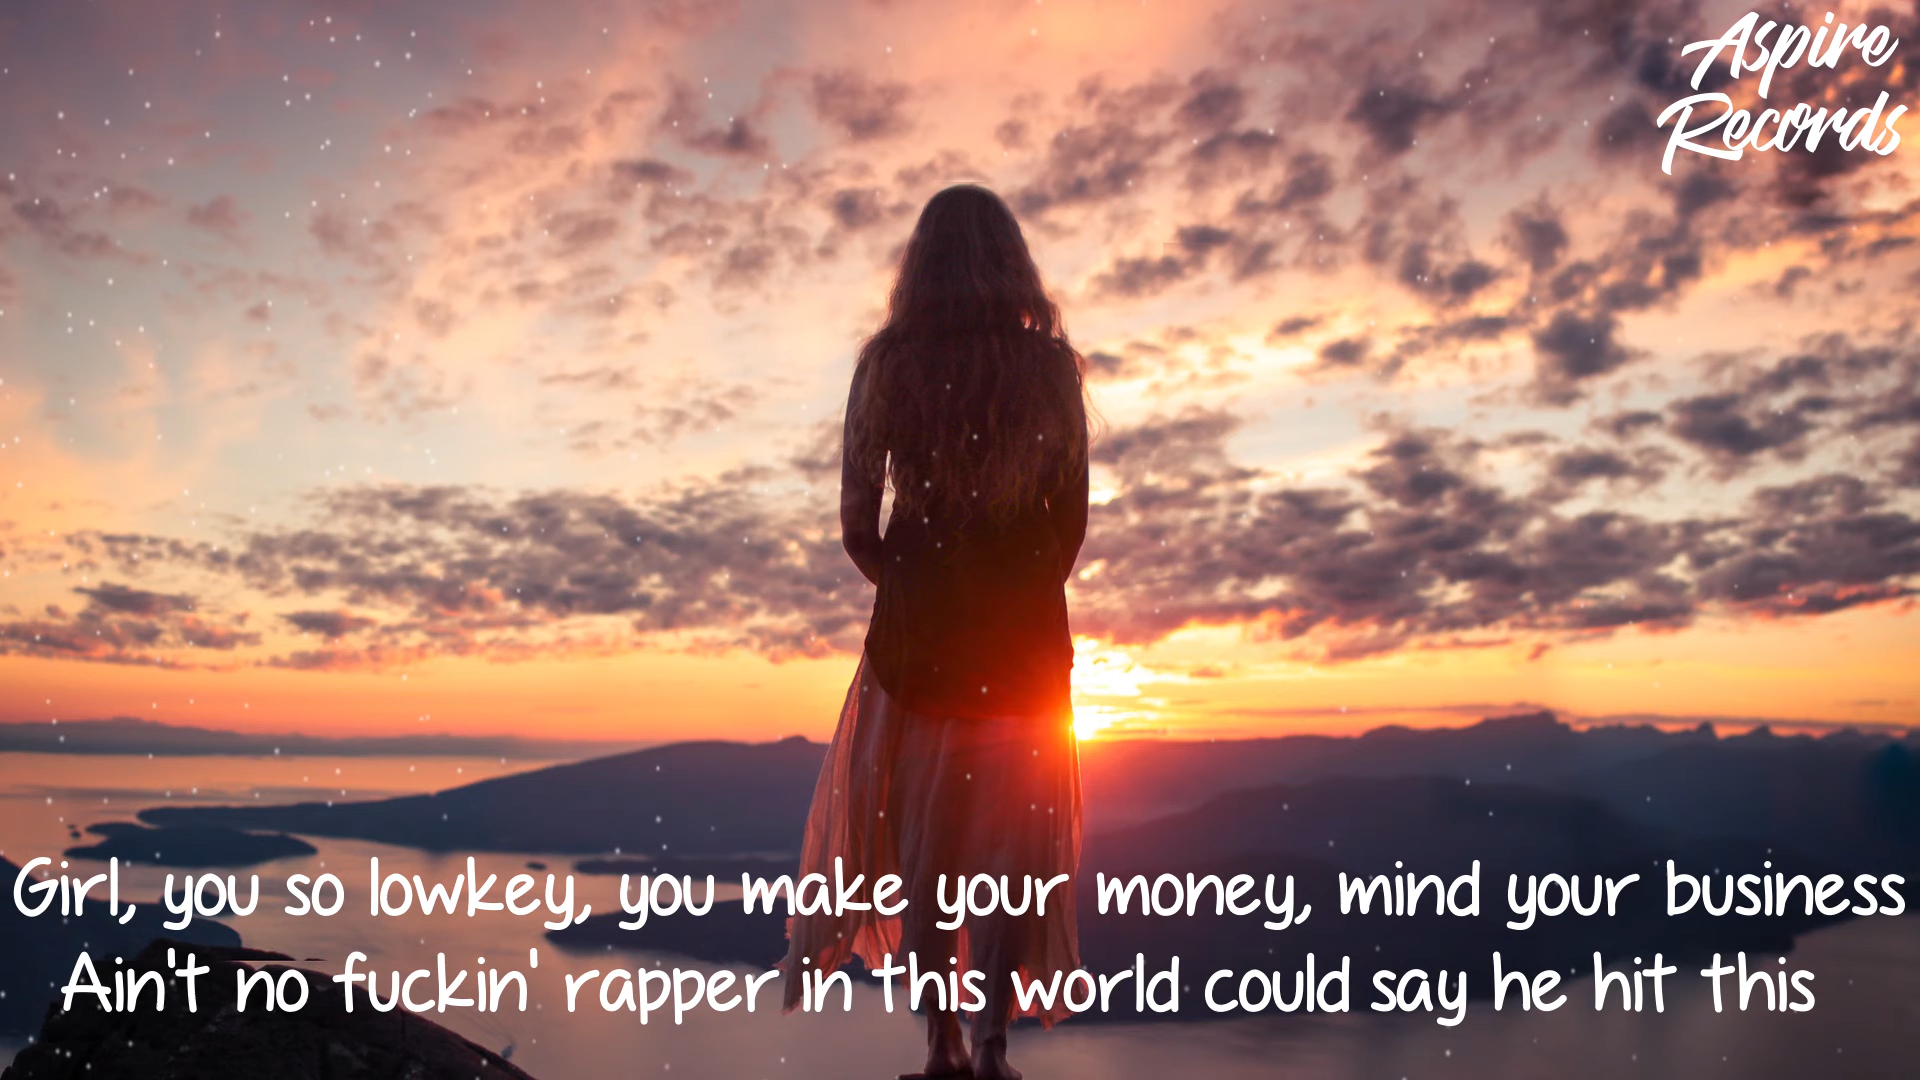 Aspire
Records
Girl, you so lowkey, you make your money, mind your business
Ain't no fuckin' rapper in this world could say he hit this